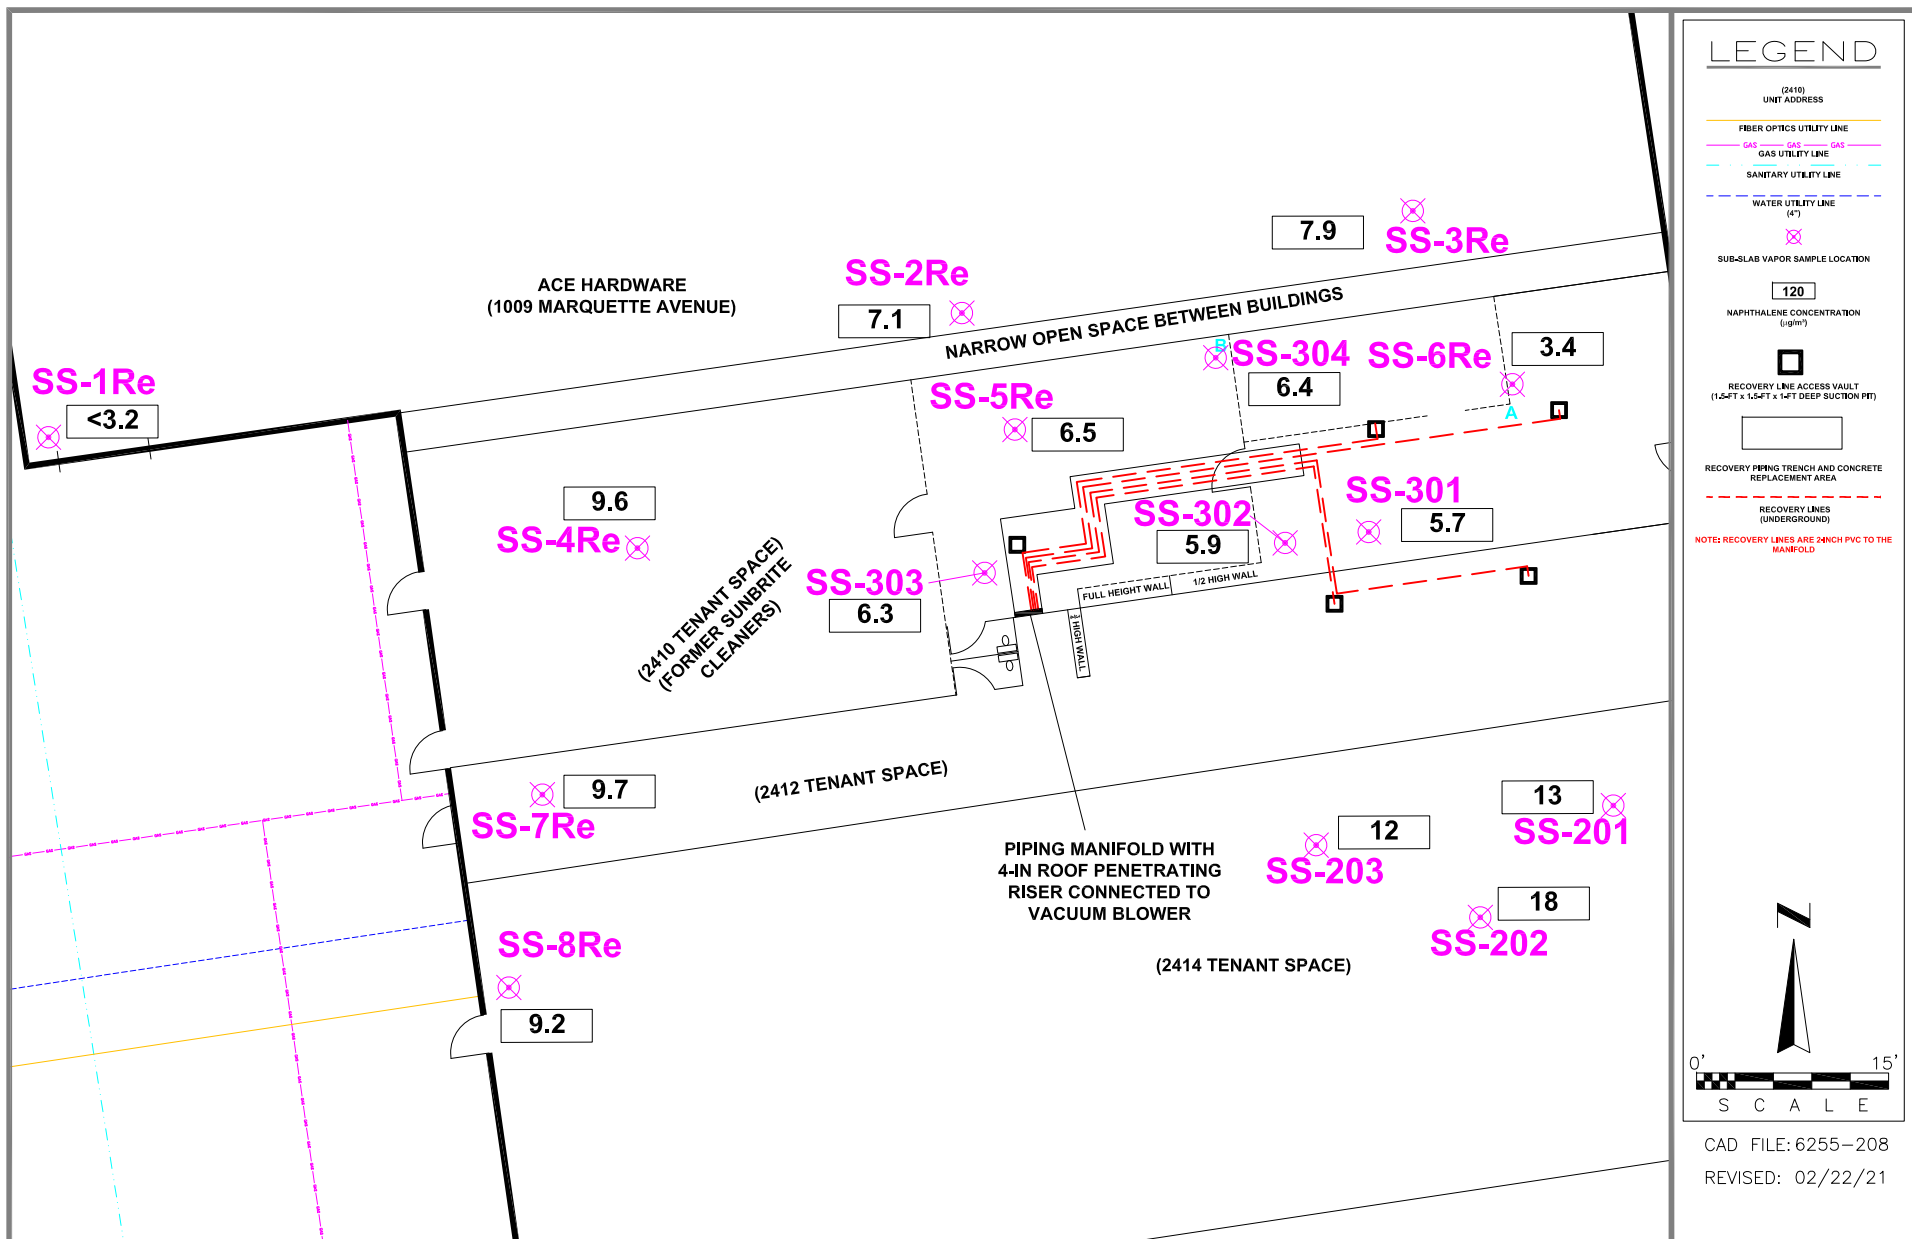 SS-1Re
<3.2
ACE HARDWARE
(1009 MARQUETTE AVENUE)
SS-2Re
7.1
7.9
SS-3Re
NARROW OPEN SPACE BETWEEN BUILDINGS
B
SS-304
6.4
SS-6Re
3.4
A
SS-5Re
6.5
9.6
SS-4Re
(2410 TENANT SPACE)
(FORMER SUNBRITE
CLEANERS)
SS-303
6.3
SS-302
5.9
SS-301
5.7
FULL HEIGHT WALL
1/2 HIGH WALL
HIGH WALL
9.7
SS-7Re
(2412 TENANT SPACE)
PIPING MANIFOLD WITH
4-IN ROOF PENETRATING
RISER CONNECTED TO
VACUUM BLOWER
13
SS-201
12
SS-203
18
SS-202
(2414 TENANT SPACE)
SS-8Re
9.2
LEGEND
(2410)
UNIT ADDRESS
FIBER OPTICS UTILITY LINE
GAS GAS GAS
GAS UTILITY LINE
SANITARY UTILITY LINE
WATER UTILITY LINE
(4")
SUB-SLAB VAPOR SAMPLE LOCATION
120
NAPHTHALENE CONCENTRATION
(µg/m³)
RECOVERY LINE ACCESS VAULT
(1.5-FT x 1.5-FT x 1-FT DEEP SUCTION PIT)
RECOVERY PIPING TRENCH AND CONCRETE
REPLACEMENT AREA
RECOVERY LINES
(UNDERGROUND)
NOTE: RECOVERY LINES ARE 2-INCH PVC TO THE
MANIFOLD
N
0' 15'
S C A L E
CAD FILE: 6255-208
REVISED: 02/22/21